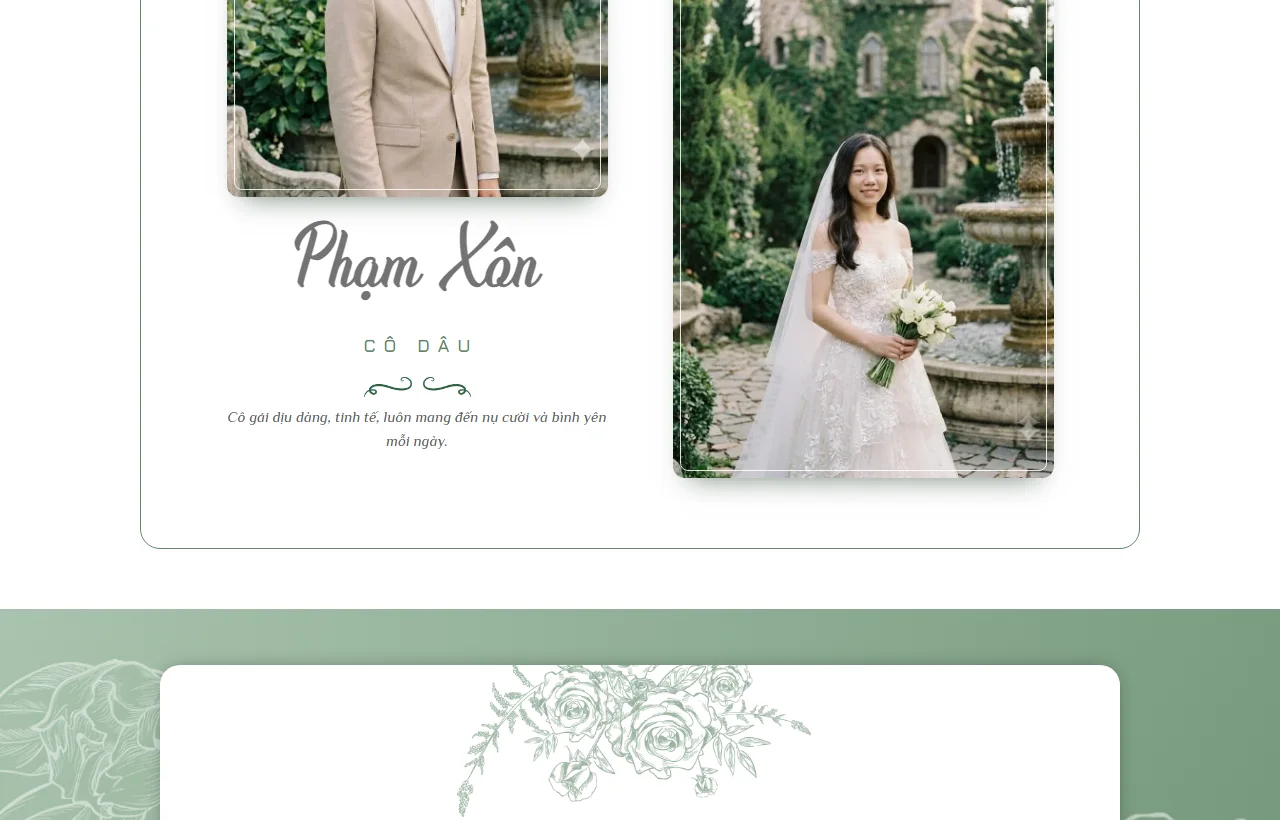 Phạm Xôn
CÔ DÂU
Cô gái dịu dàng, tinh tế, luôn mang đến nụ cười và bình yên
mỗi ngày.